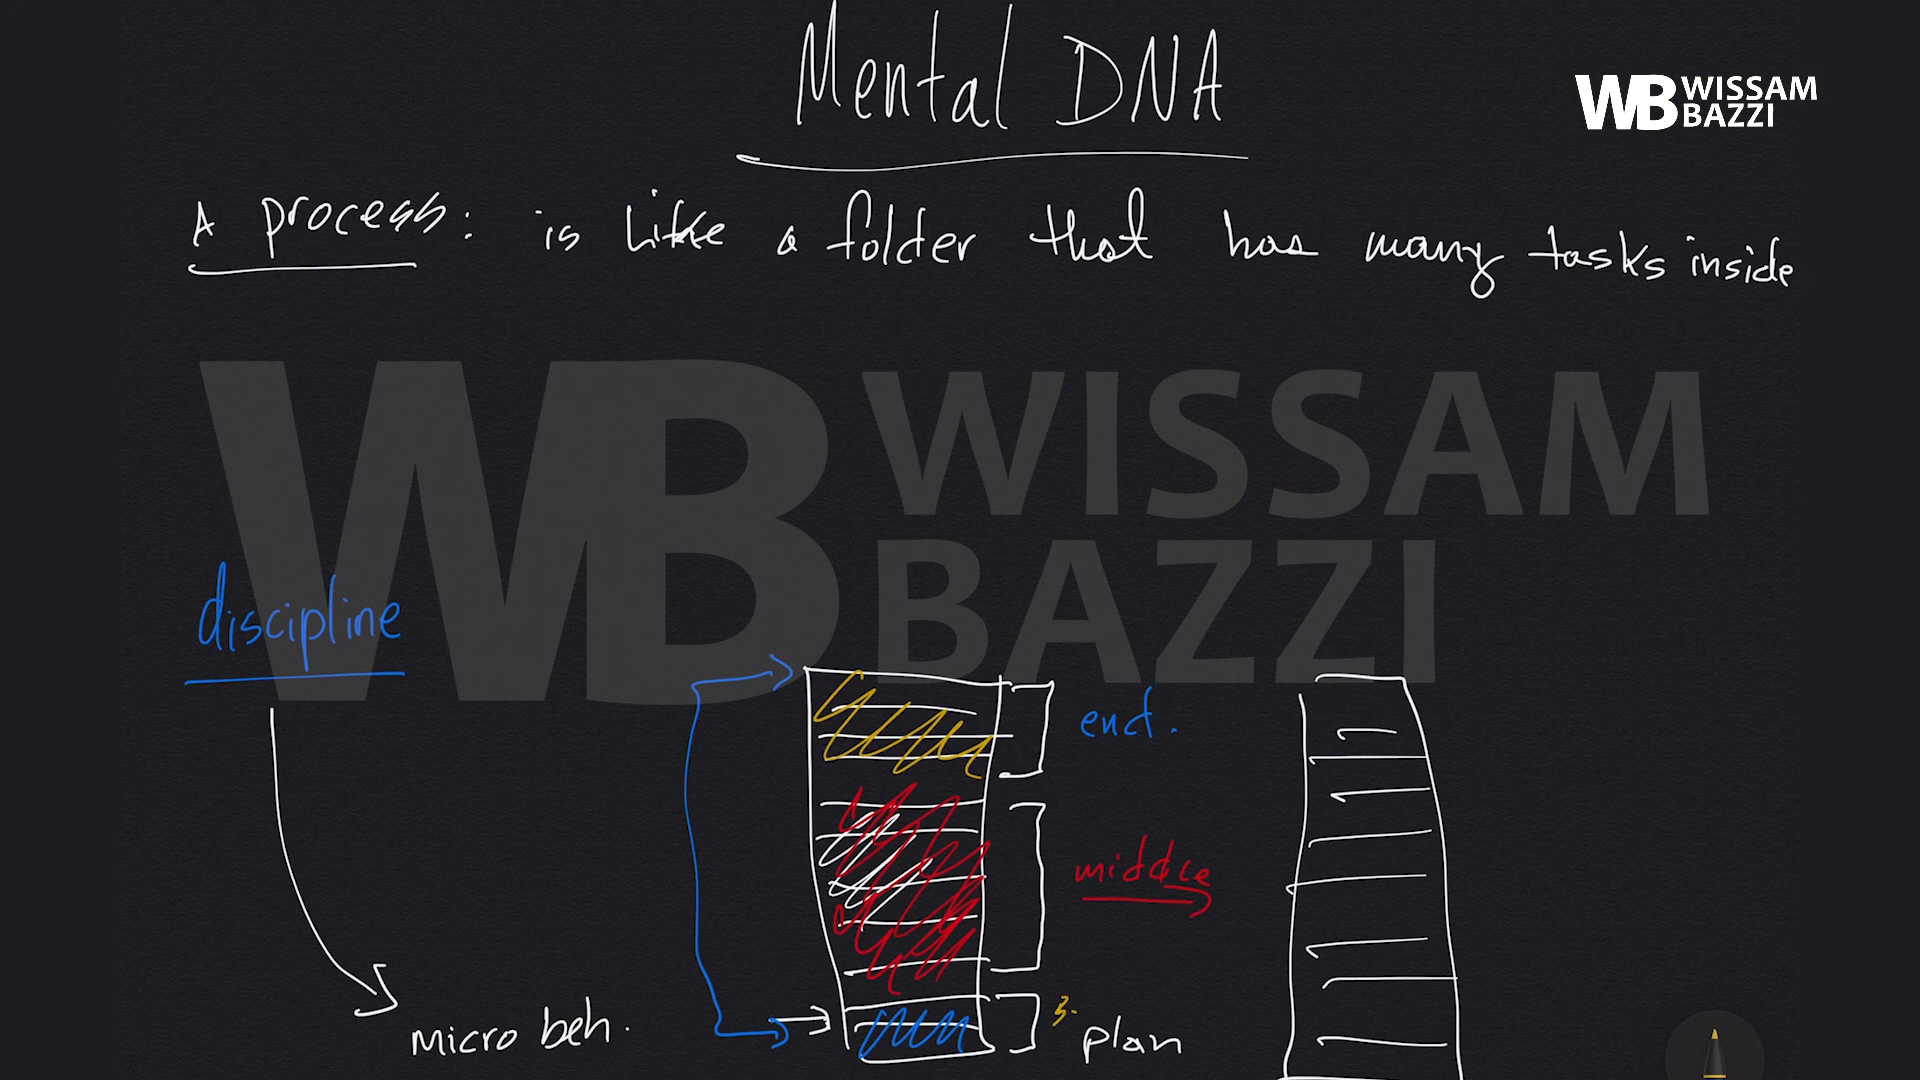 Mental DNA
WB WISSAM
BAZZI
A process: is like a folder that has many tasks inside
WB WISSAM
BAZZI
discipline
end.
middle
micro beh.
plan